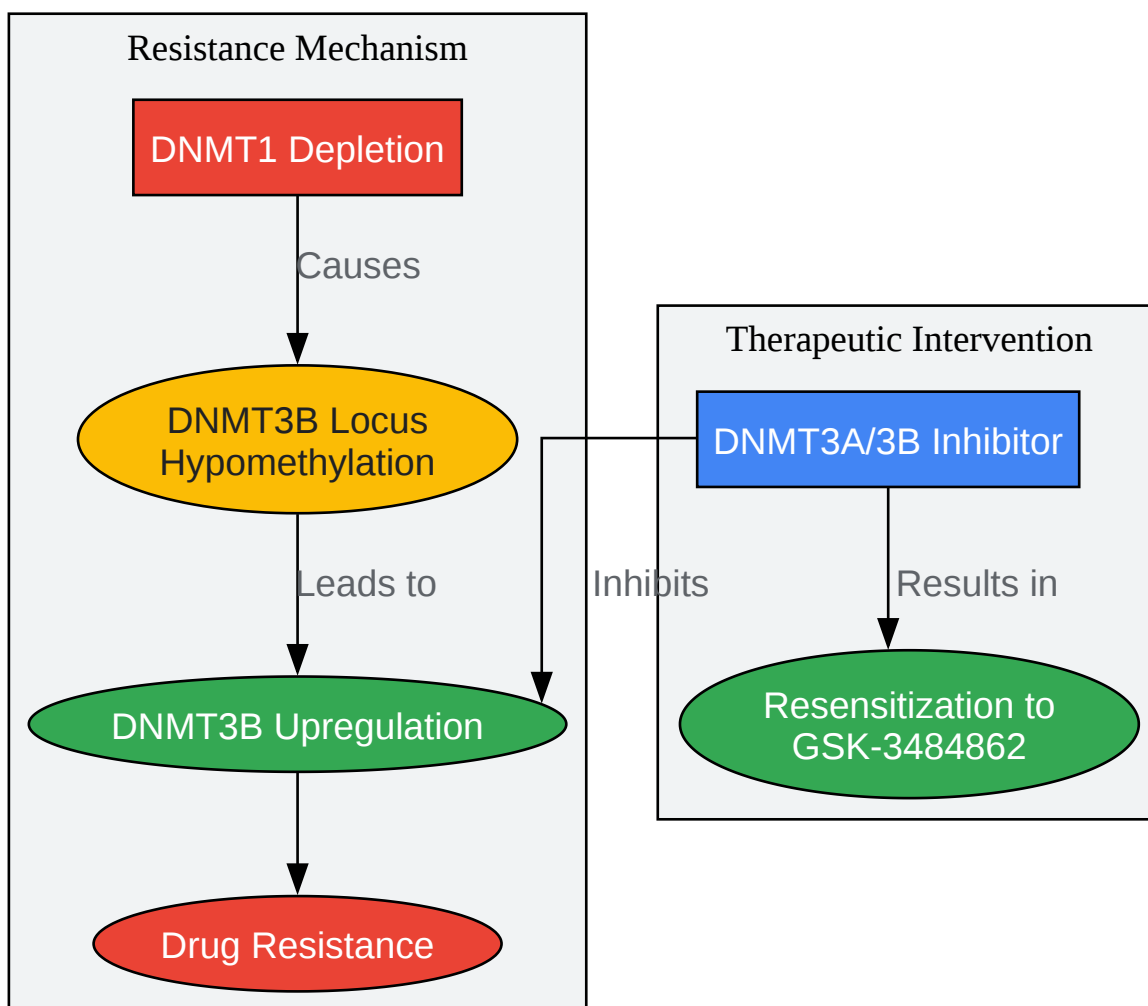 Resistance Mechanism
DNMT1 Depletion
Causes
DNMT3B Locus
Hypomethylation
Leads to
DNMT3B Upregulation
Drug Resistance
Inhibits
Therapeutic Intervention
DNMT3A/3B Inhibitor
Results in
Resensitization to
GSK-3484862